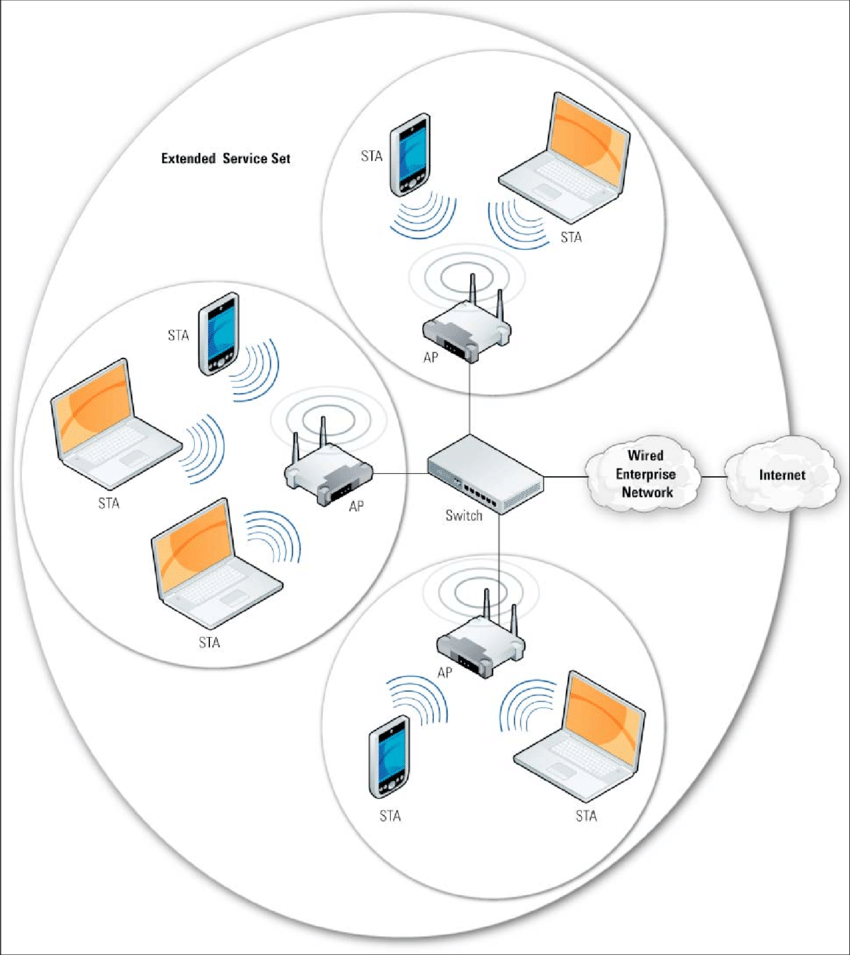 Extended Service Set
STA
STA
AP
STA
STA
STA
AP
Switch
Wired
Enterprise
Network
Internet
AP
STA
STA